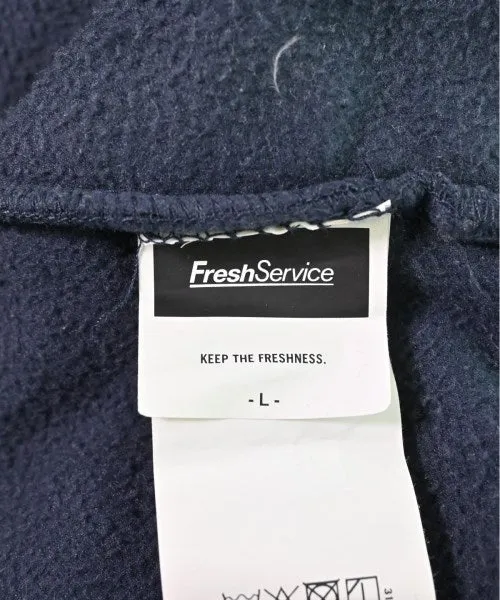 FreshService
KEEP THE FRESHNESS.
- L -